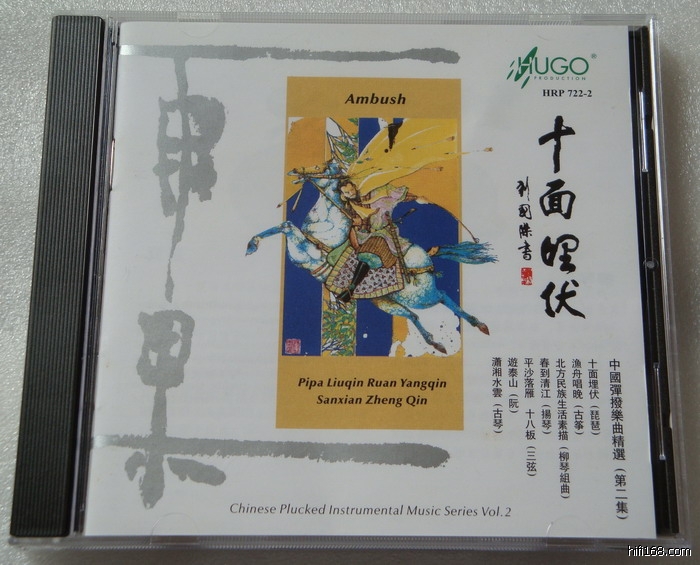 HUGO®
PRODUCTION
HRP 722-2
Ambush
十面埋伏
劉國傑書
Pipa Liuqin Ruan Yangqin
Sanxian Zheng Qin
中國彈撥樂曲精選（第二集）
十面埋伏（琵琶）
漁舟唱晚（古箏）
北方民族生活素描（柳琴組曲）
春到清江（揚琴）
平沙落雁 十八板（三弦）
遊泰山（阮）
瀟湘水雲（古琴）
Chinese Plucked Instrumental Music Series Vol.2
hifi168.com